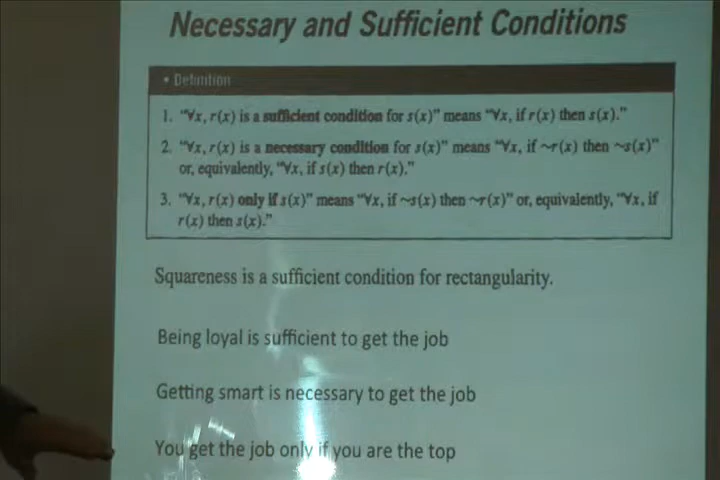 Necessary and Sufficient Conditions
• Definition
1. "∀x, r(x) is a sufficient condition for s(x)" means "∀x, if r(x) then s(x)."
2. "∀x, r(x) is a necessary condition for s(x)" means "∀x, if ~r(x) then ~s(x)"
or, equivalently, "∀x, if s(x) then r(x)."
3. "∀x, r(x) only if s(x)" means "∀x, if ~s(x) then ~r(x)" or, equivalently, "∀x, if
r(x) then s(x)."
Squareness is a sufficient condition for rectangularity.
Being loyal is sufficient to get the job
Getting smart is necessary to get the job
You get the job only if you are the top